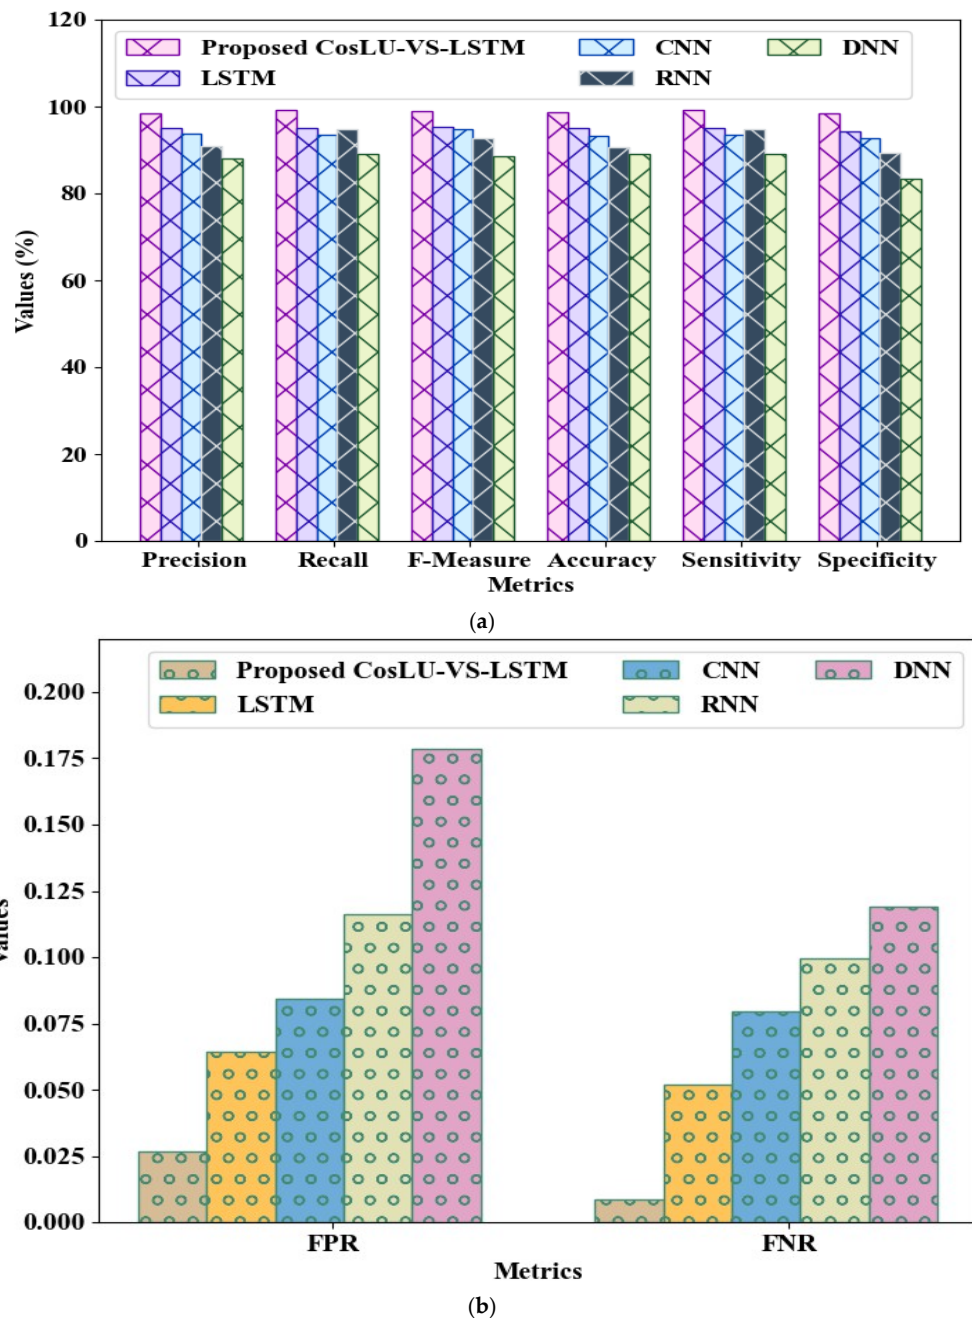 120
100
80
60
40
20
0
Values (%)
Proposed CosLU-VS-LSTM
LSTM
CNN
RNN
DNN
Precision Recall F-Measure Accuracy Sensitivity Specificity
Metrics
(a)
0.200
0.175
0.150
0.125
0.100
0.075
0.050
0.025
0.000
Values
Proposed CosLU-VS-LSTM
LSTM
CNN
RNN
DNN
FPR FNR
Metrics
(b)